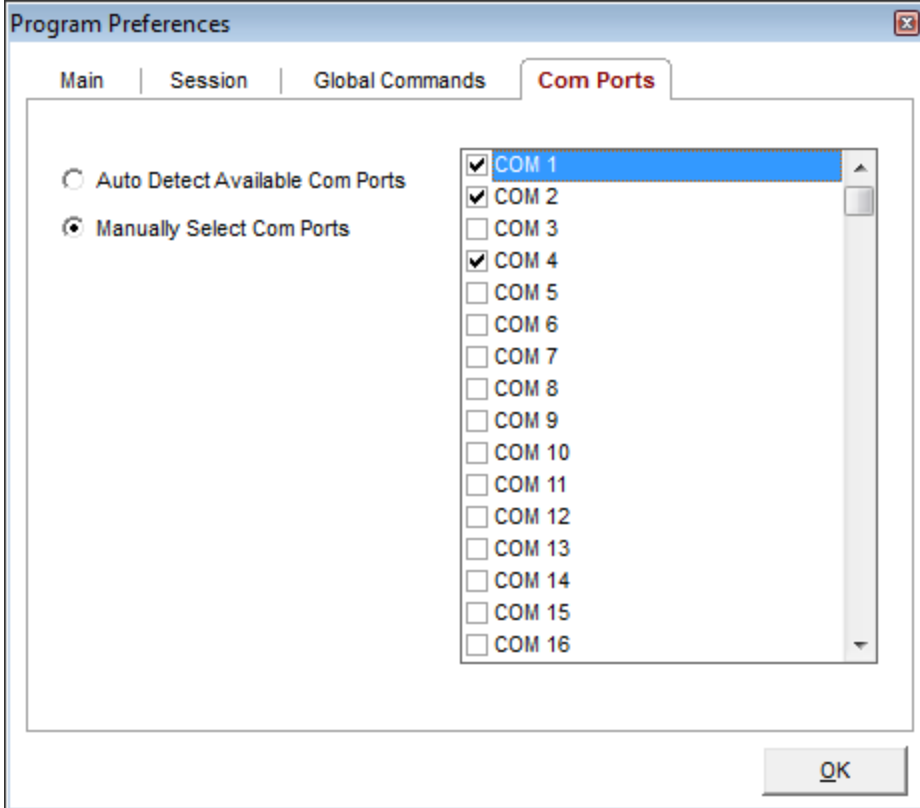 Program Preferences
Main
Session
Global Commands
Com Ports
Auto Detect Available Com Ports
Manually Select Com Ports
COM 1
COM 2
COM 3
COM 4
COM 5
COM 6
COM 7
COM 8
COM 9
COM 10
COM 11
COM 12
COM 13
COM 14
COM 15
COM 16
OK